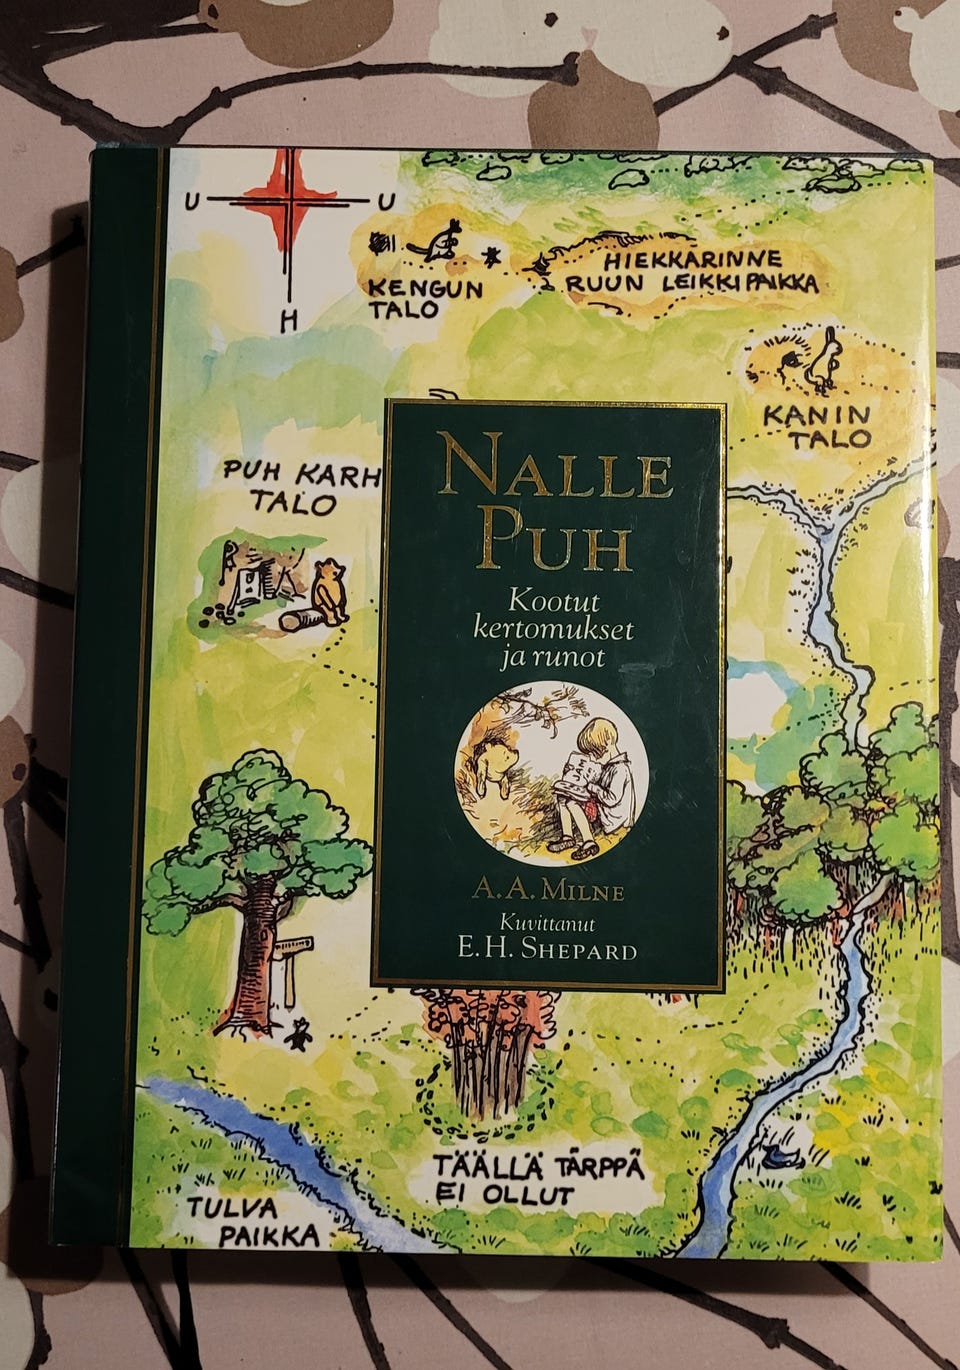 U U
H
KENGUN
TALO
HIEKKARINNE
RUUN LEIKKIPAIKKA
KANIN
TALO
PUH KARH
TALO
NALLE
PUH
Kootut
kertomukset
ja runot
A. A. MILNE
Kuvittanut
E. H. SHEPARD
TÄÄLLÄ TÄRPPÄ
EI OLLUT
TULVA
PAIKKA